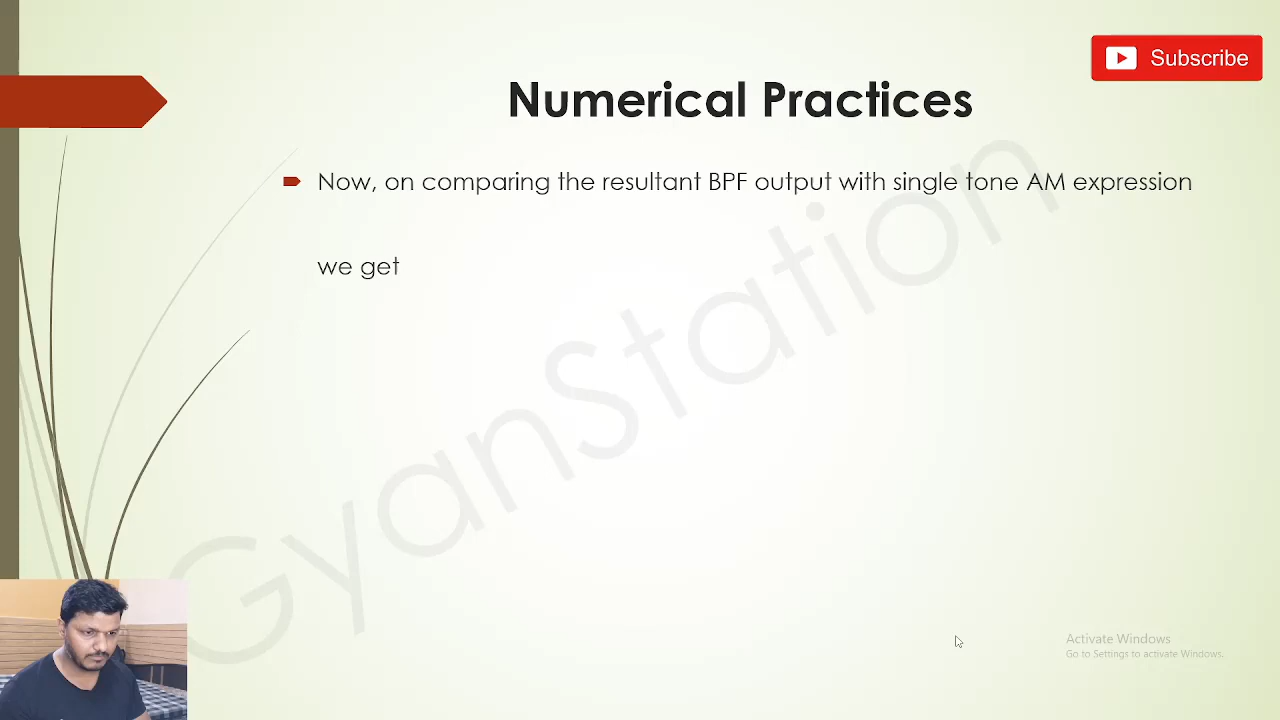 Subscribe
Numerical Practices
Now, on comparing the resultant BPF output with single tone AM expression
we get
GyanStation
Activate Windows
Go to Settings to activate Windows.